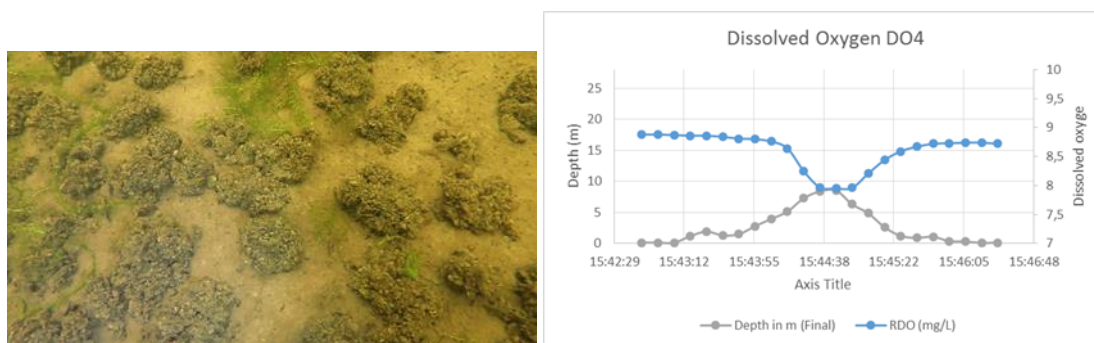 Dissolved Oxygen DO4
25
20
15
10
5
0
Depth (m)
10
9,5
9
8,5
8
7,5
7
Dissolved oxyge
15:42:29 15:43:12 15:43:55 15:44:38 15:45:22 15:46:05 15:46:48
Axis Title
Depth in m (Final) RDO (mg/L)